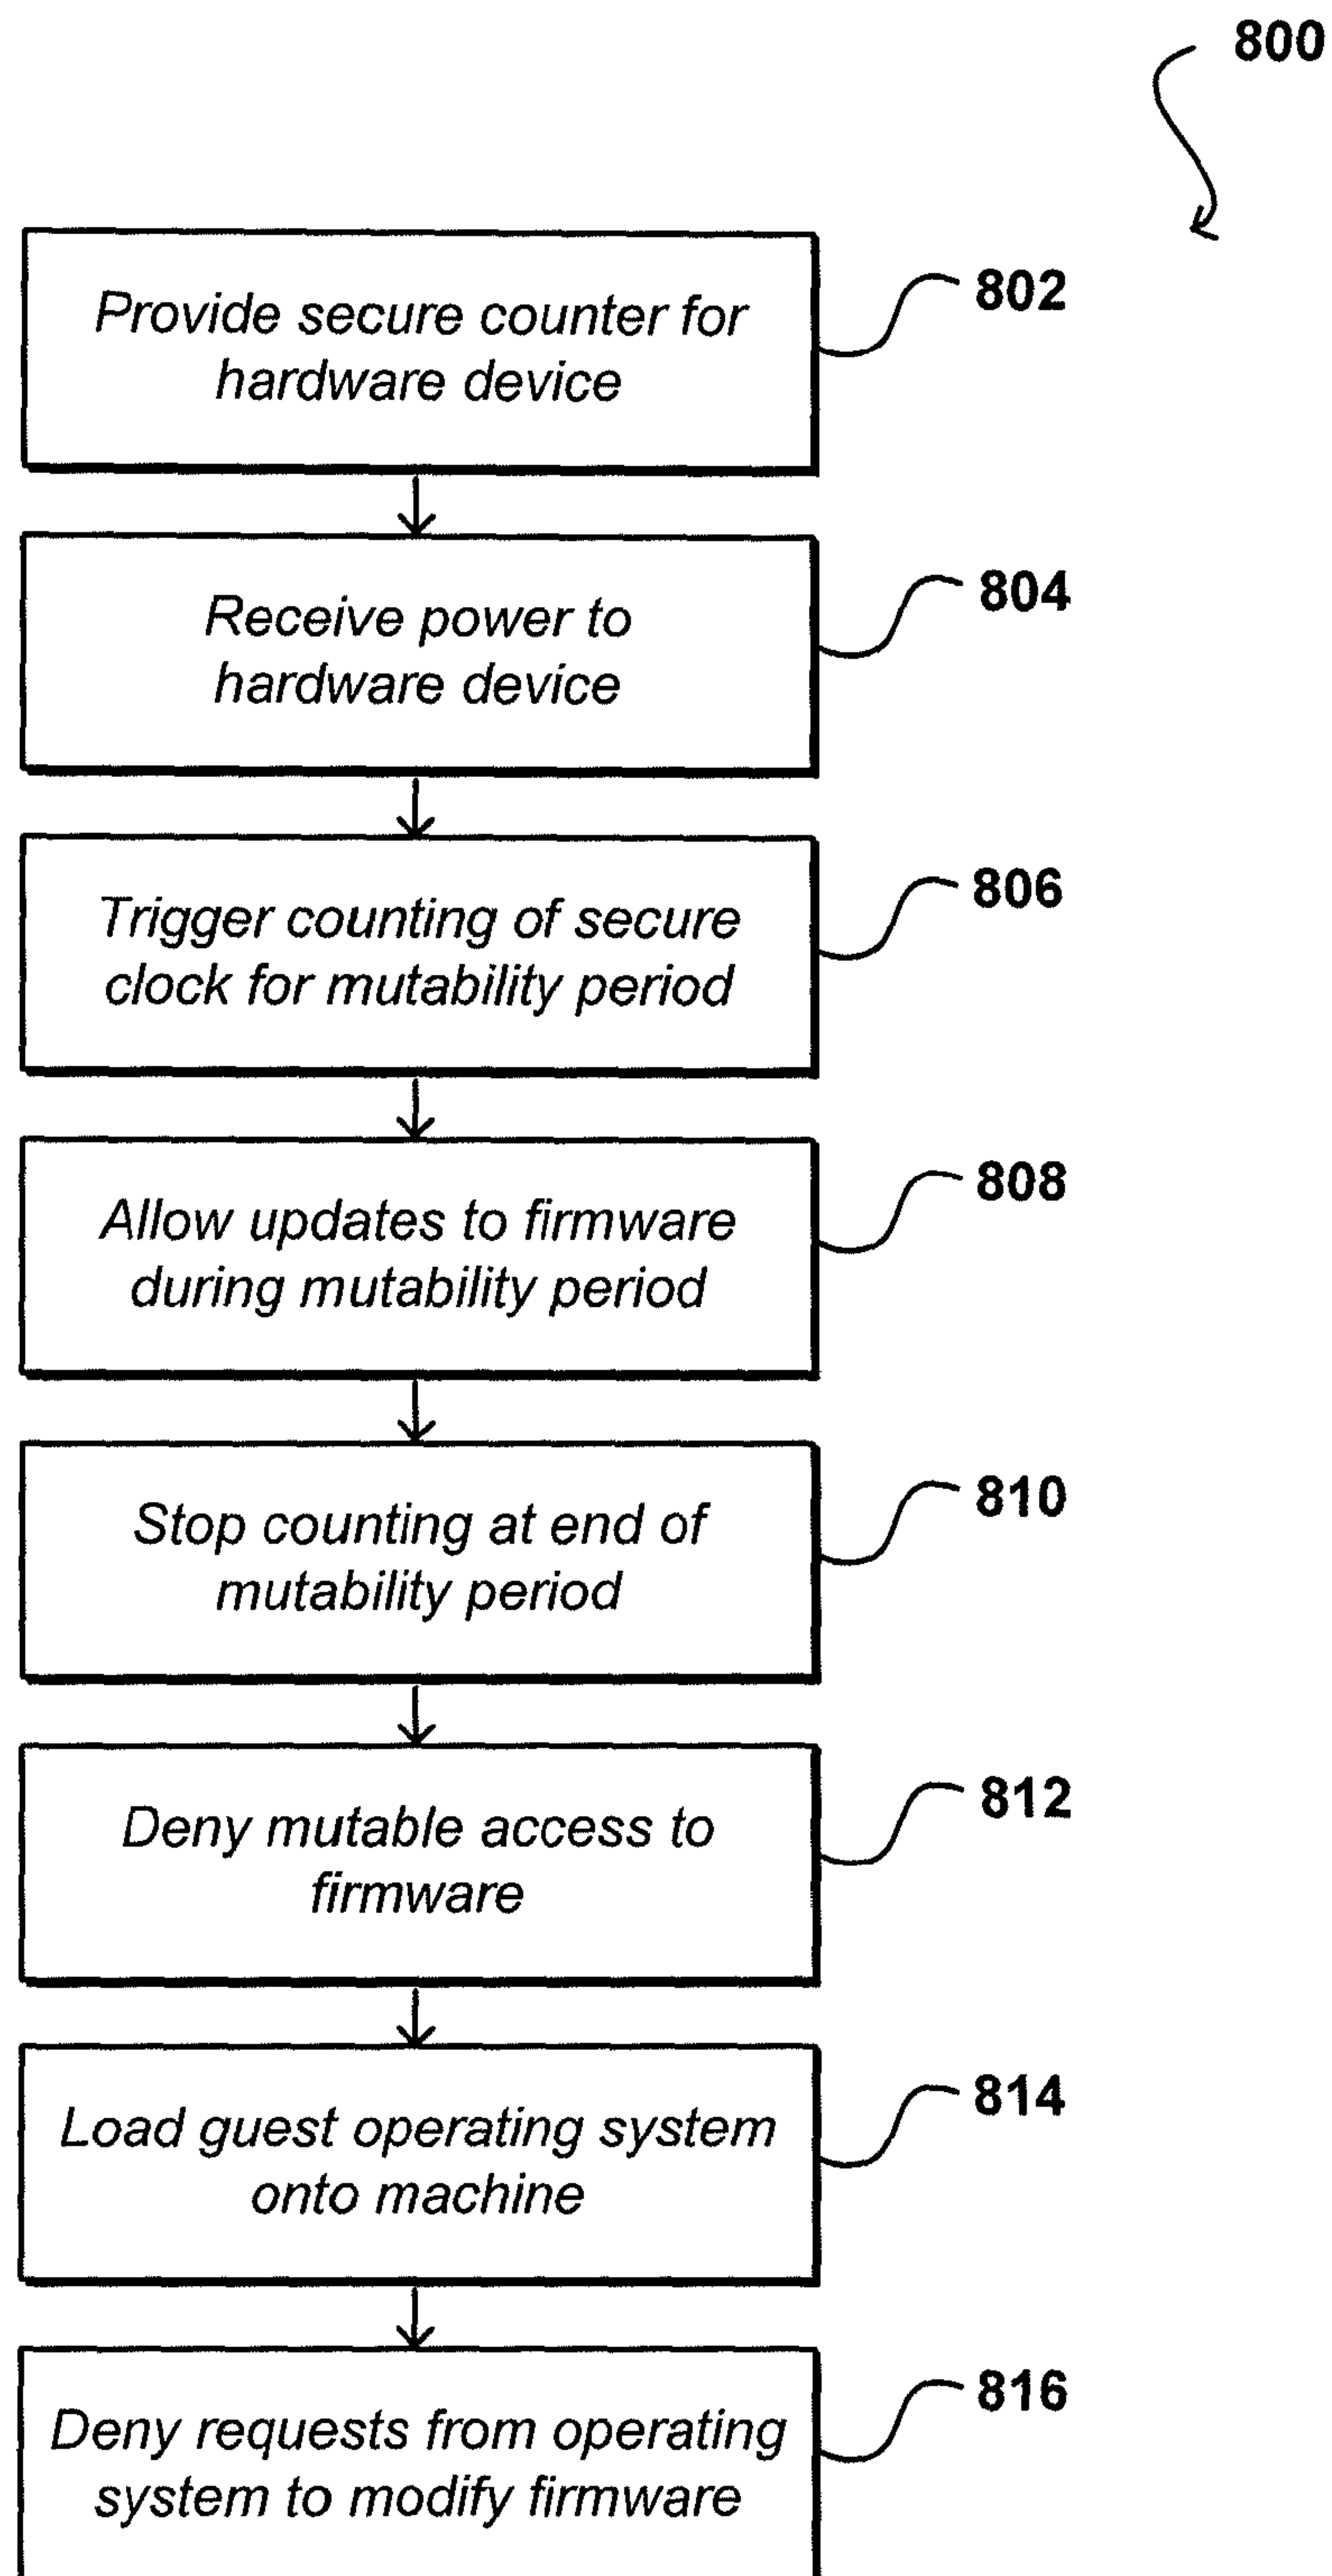 800
Provide secure counter for
hardware device
802
Receive power to
hardware device
804
Trigger counting of secure
clock for mutability period
806
Allow updates to firmware
during mutability period
808
Stop counting at end of
mutability period
810
Deny mutable access to
firmware
812
Load guest operating system
onto machine
814
Deny requests from operating
system to modify firmware
816